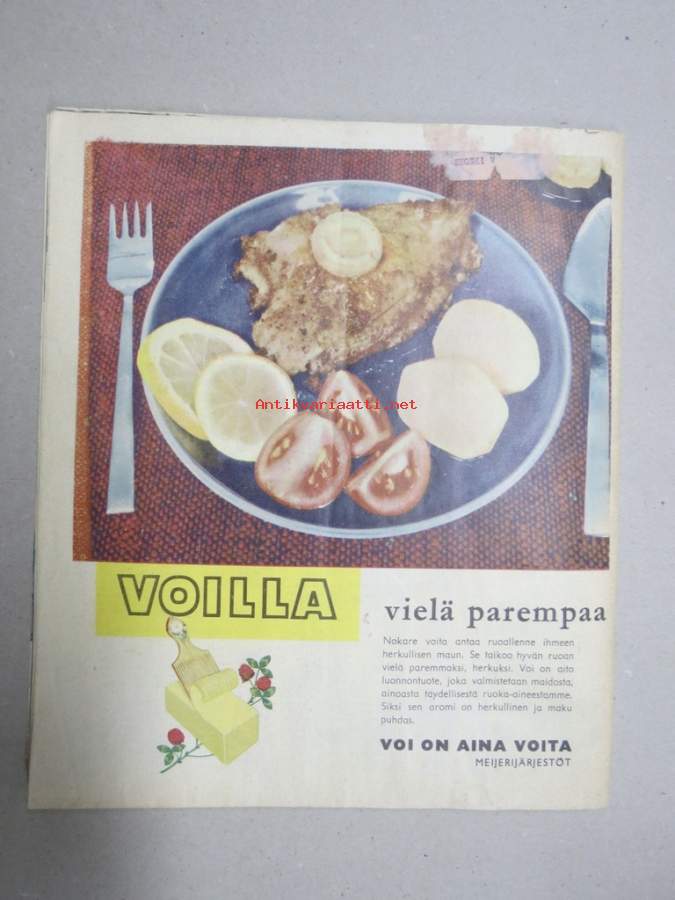 Antikvariaatti.net
VOILLA
vielä parempaa
Nokare voita antaa ruoallenne ihmeen
herkullisen maun. Se taikoo hyvän ruoan
vielä paremmaksi, herkuksi. Voi on aito
luonnontuote, joka valmistetaan maidosta,
ainoasta täydellisestä ruoka-aineestamme.
Siksi sen aromi on herkullinen ja maku
puhdas.
VOI ON AINA VOITA
MEIJERIJÄRJESTÖT